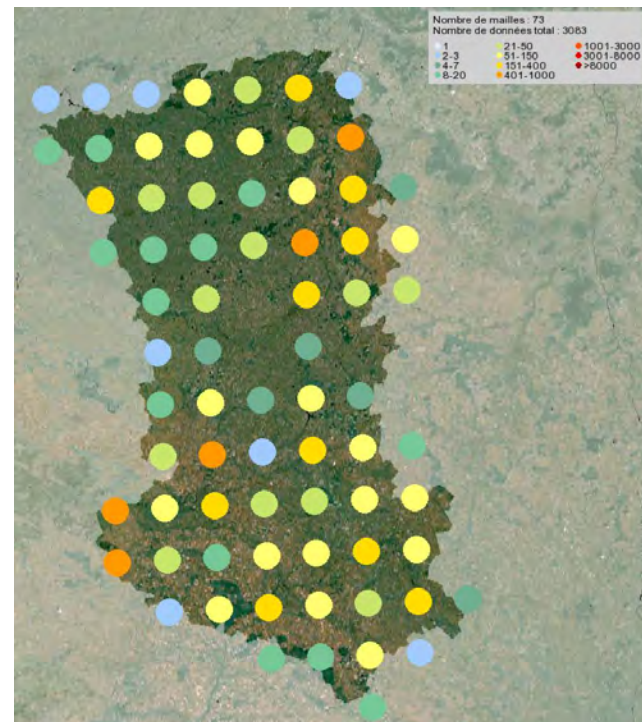 Nombre de mailles : 73
Nombre de données total : 3083
1 21-50 1001-3000
2-3 51-150 3001-8000
4-7 151-400 >8000
8-20 401-1000